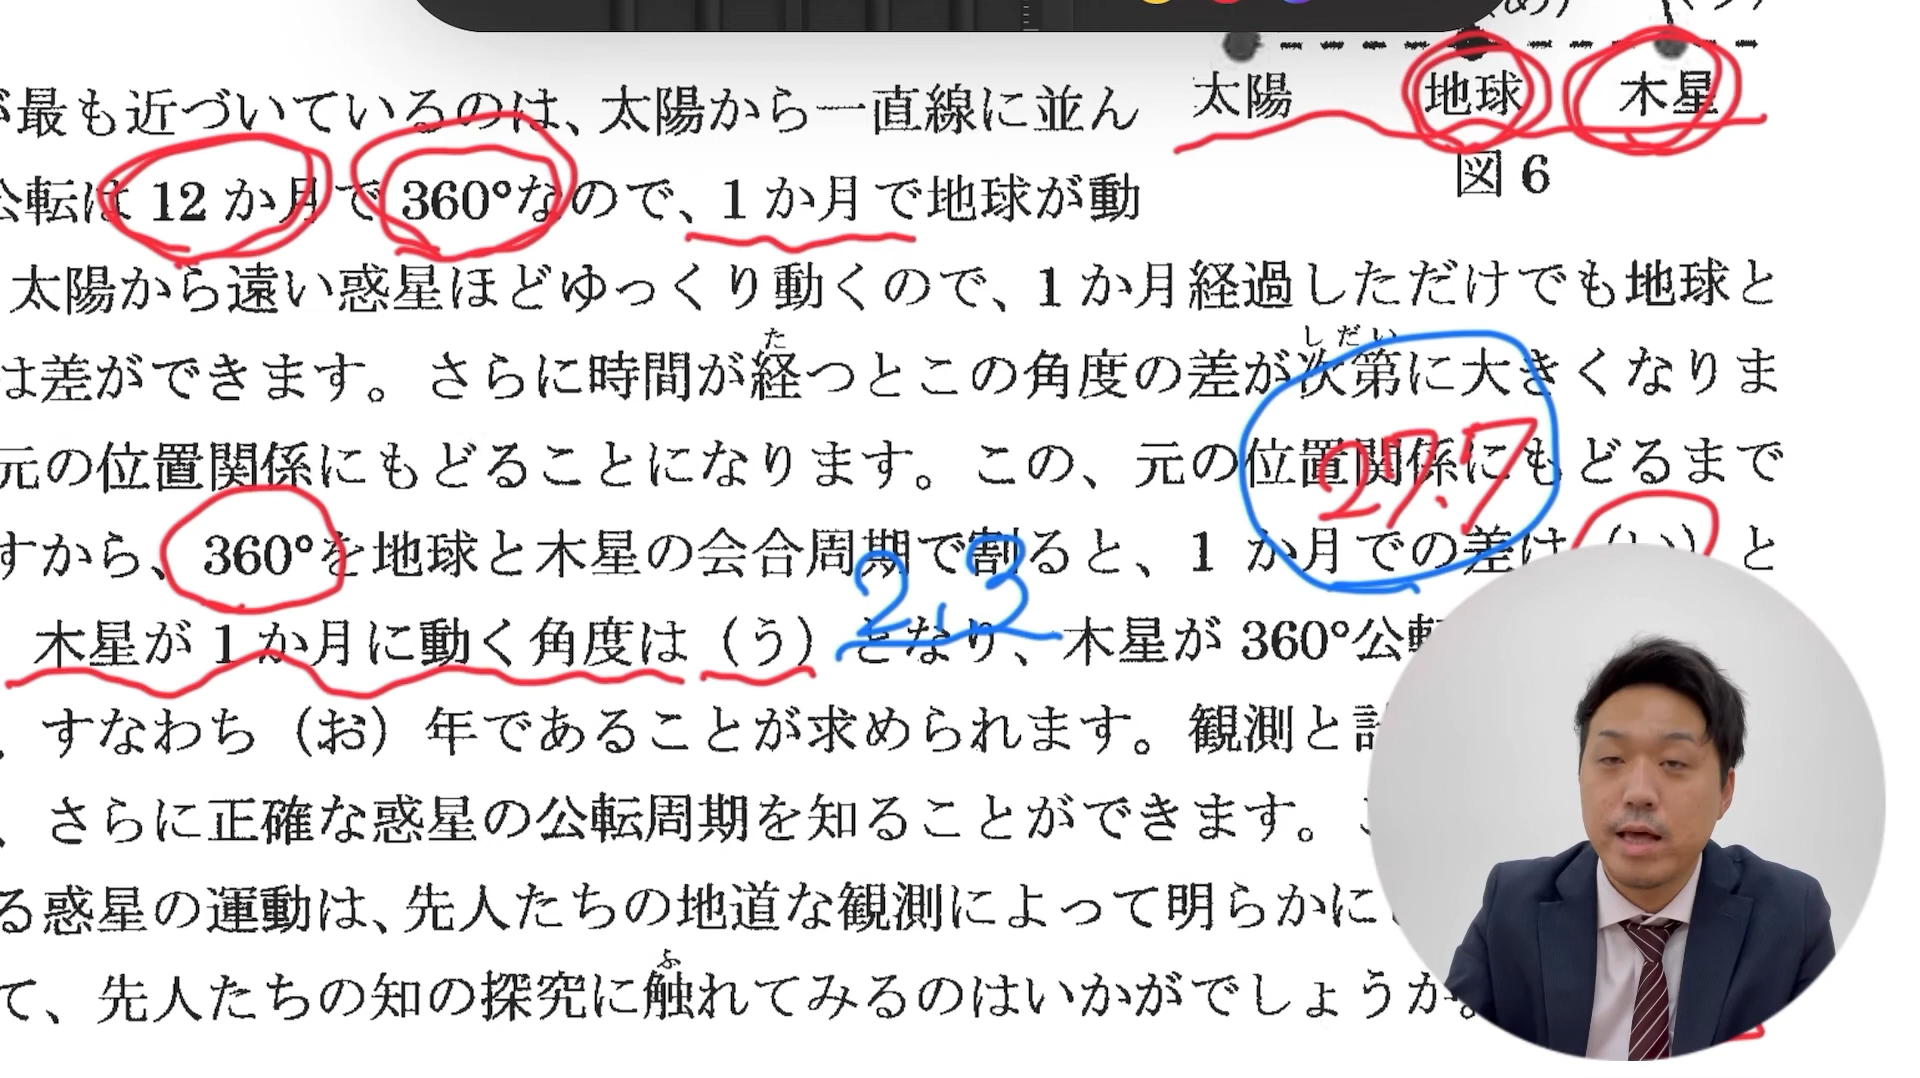 太陽 地球 木星
図6
が最も近づいているのは、太陽から一直線に並ん
公転は12か月で360°なので、1か月で地球が動
太陽から遠い惑星ほどゆっくり動くので、1か月経過しただけでも地球と
は差ができます。さらに時間が経つとこの角度の差が次第に大きくなりま
た
しだい
元の位置関係にもどることになります。この、元の位置関係にもどるまで
27.7
すから、360°を地球と木星の会合周期で割ると、1か月での差は(い)と
2.3
木星が1か月に動く角度は(う)となり、木星が360°公転
すなわち(お)年であることが求められます。観測と
、さらに正確な惑星の公転周期を知ることができます。
る惑星の運動は、先人たちの地道な観測によって明らかに
て、先人たちの知の探究に触れてみるのはいかがでしょうか。
ふ